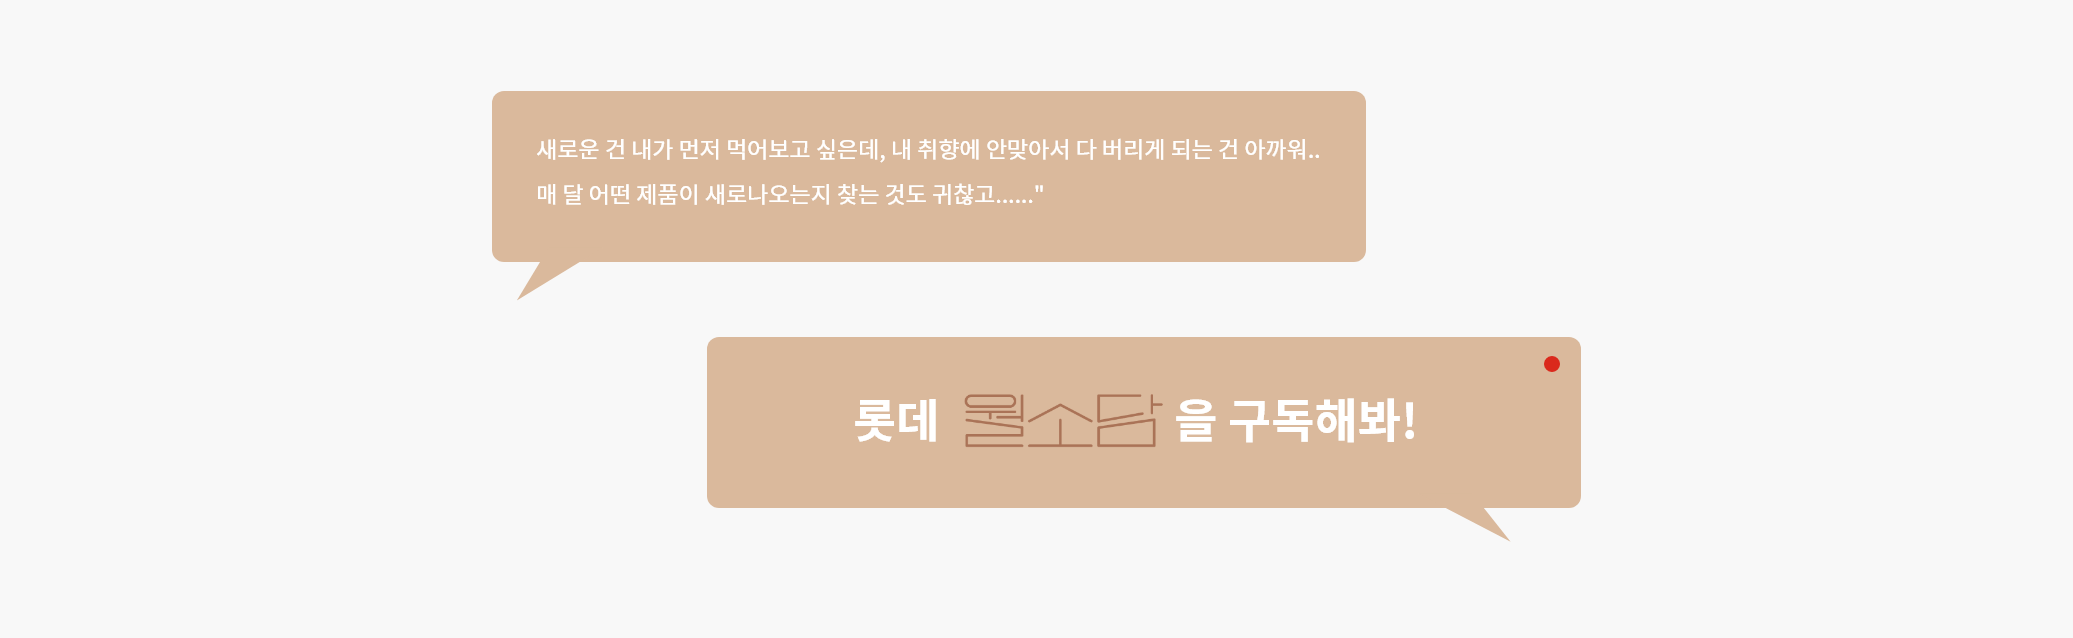 새로운 건 내가 먼저 먹어보고 싶은데, 내 취향에 안맞아서 다 버리게 되는 건 아까워..
매 달 어떤 제품이 새로나오는지 찾는 것도 귀찮고......"
롯데 월소담을 구독해봐!